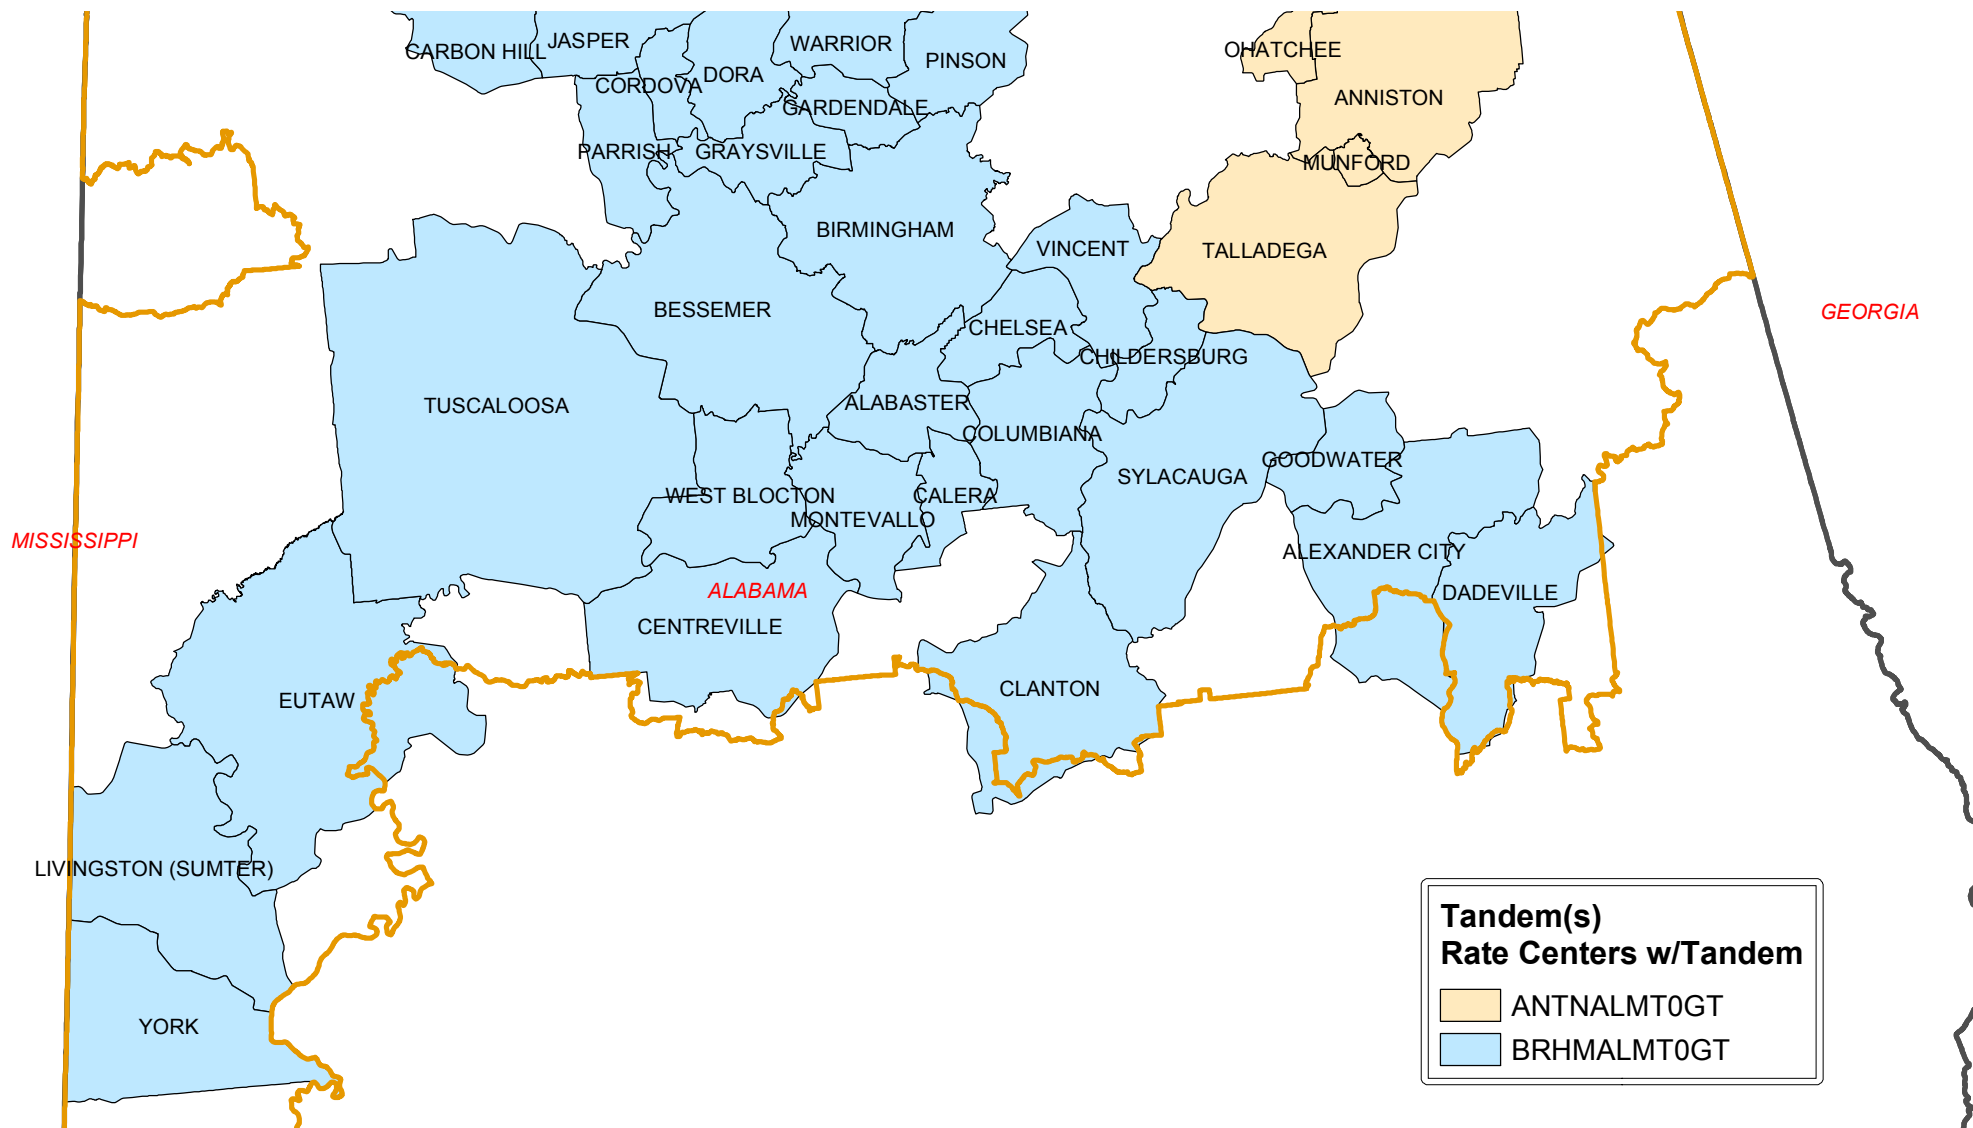 CARBON HILL
JASPER
WARRIOR
PINSON
OHATCHEE
CORDOVA
DORA
GARDENDALE
ANNISTON
PARRISH
GRAYSVILLE
MUNFORD
BIRMINGHAM
VINCENT
TALLADEGA
BESSEMER
CHELSEA
GEORGIA
CHILDERSBURG
TUSCALOOSA
ALABASTER
COLUMBIANA
GOODWATER
SYLACAUGA
WEST BLOCTON
CALERA
MONTEVALLO
MISSISSIPPI
ALEXANDER CITY
ALABAMA
DADEVILLE
CENTREVILLE
CLANTON
EUTAW
LIVINGSTON (SUMTER)
YORK
Tandem(s)
Rate Centers w/Tandem
ANTNALMT0GT
BRHMALMT0GT